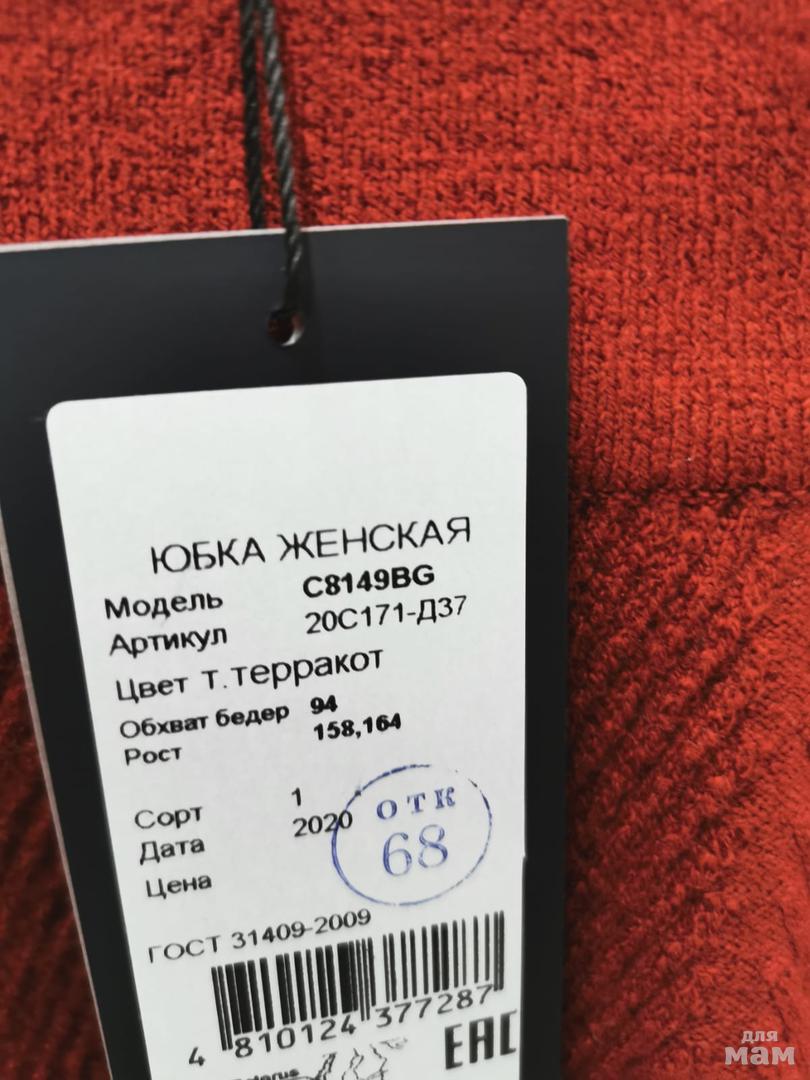 ЮБКА ЖЕНСКАЯ
Модель C8149BG
Артикул 20С171-Д37
Цвет т.терракот
Обхват бедер 94
Рост 158,164
Сорт 1
Дата 2020
Цена
ОТК
68
ГОСТ 31409-2009
4 810124 377287
EAC
для
мам